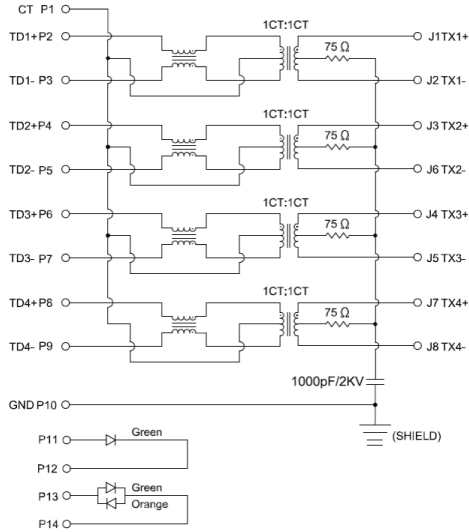 CT P1
1CT:1CT
TD1+P2
J1TX1+
75 Ω
TD1- P3
J2 TX1-
1CT:1CT
TD2+P4
J3 TX2+
75 Ω
TD2- P5
J6 TX2-
1CT:1CT
TD3+P6
J4 TX3+
75 Ω
TD3- P7
J5 TX3-
1CT:1CT
TD4+P8
J7 TX4+
75 Ω
TD4- P9
J8 TX4-
1000pF/2KV
GND P10
(SHIELD)
P11
Green
P12
P13
Green
Orange
P14